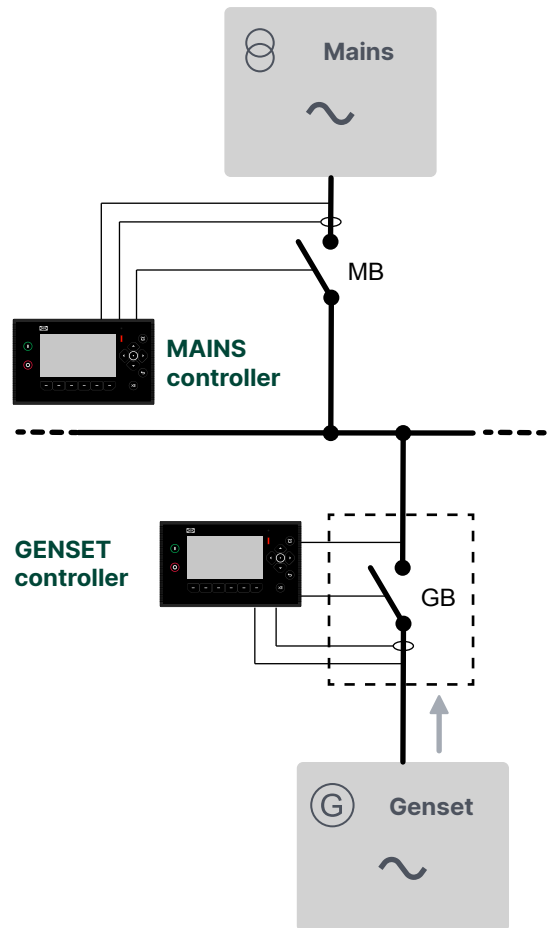 Mains
MB
MAINS
controller
GENSET
controller
GB
G
Genset